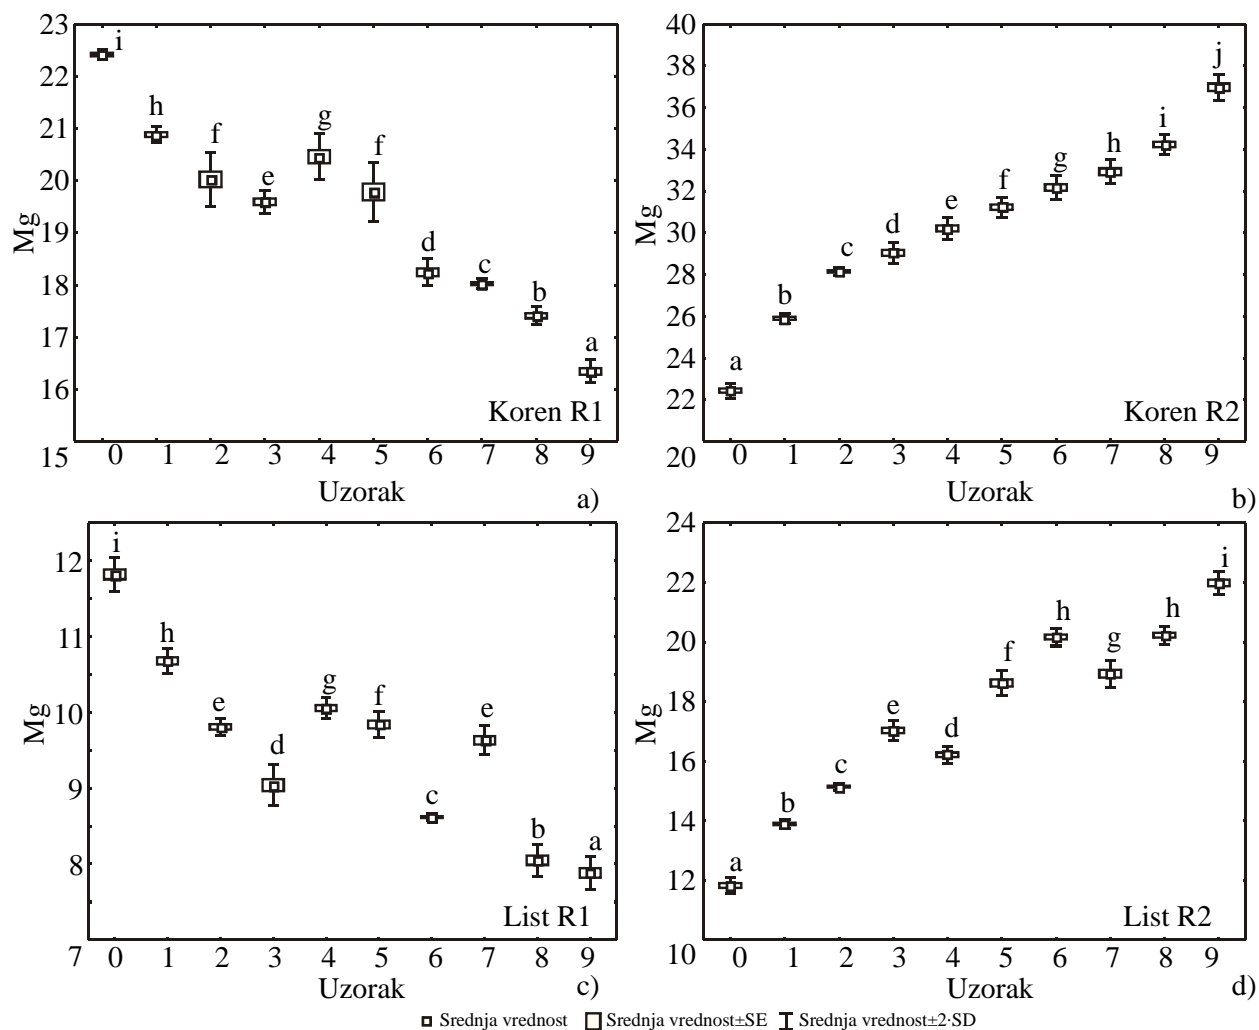 23
22
21
20
19
18
17
16
15
Mg
i
h
f
e
g
f
d
c
b
a
Koren R1
0 1 2 3 4 5 6 7 8 9
Uzorak
a)
40
38
36
34
32
30
28
26
24
22
20
Mg
a
b
c
d
e
f
g
h
i
j
Koren R2
0 1 2 3 4 5 6 7 8 9
Uzorak
b)
12
11
10
9
8
7
Mg
i
h
e
d
g
f
c
e
b
a
List R1
0 1 2 3 4 5 6 7 8 9
Uzorak
c)
24
22
20
18
16
14
12
10
Mg
a
b
c
e
d
f
h
g
h
i
List R2
0 1 2 3 4 5 6 7 8 9
Uzorak
d)
Srednja vrednost Srednja vrednost±SE Srednja vrednost±2·SD